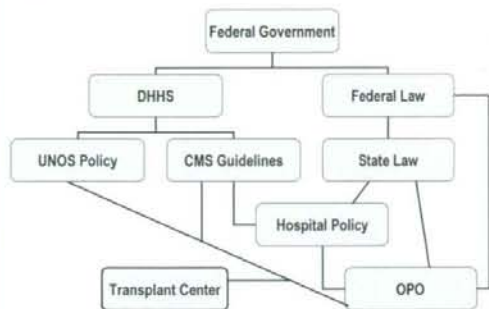 Federal Government
DHHS
Federal Law
UNOS Policy
CMS Guidelines
State Law
Hospital Policy
Transplant Center
OPO